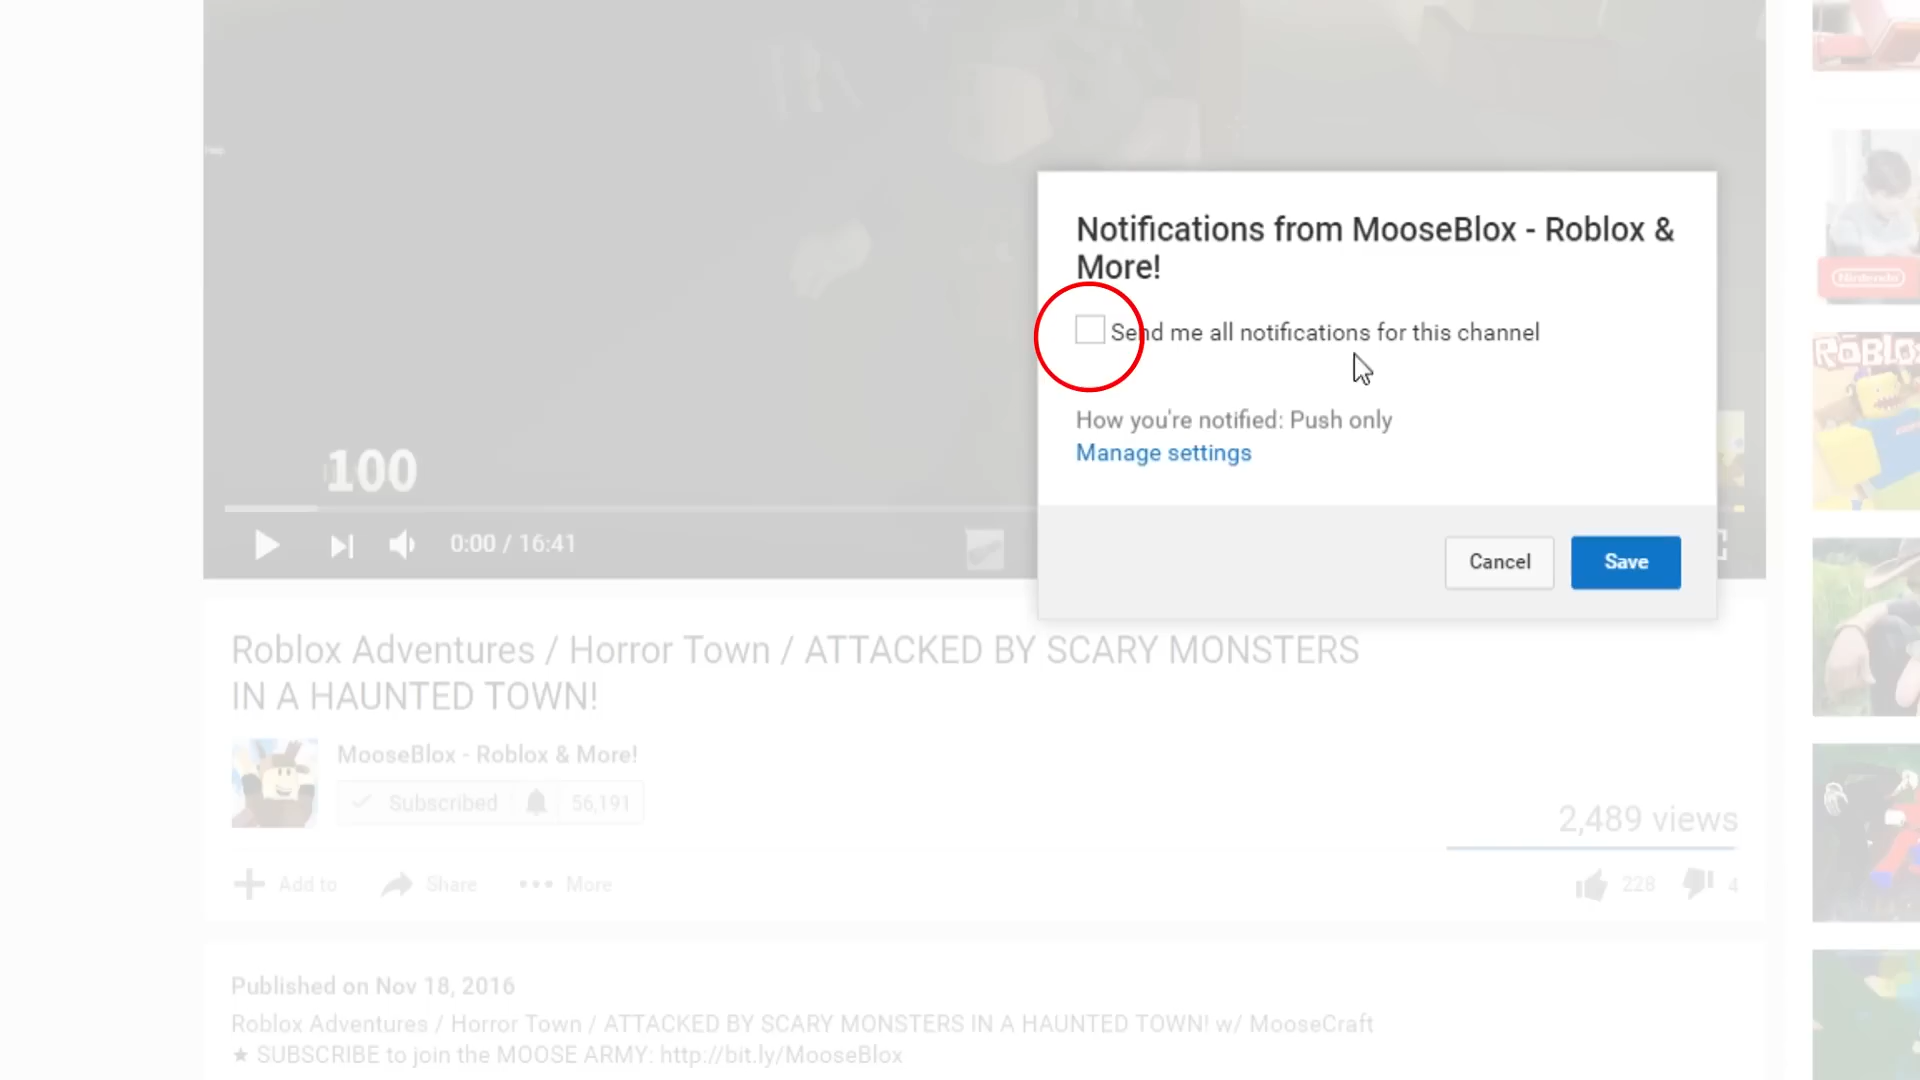 Notifications from MooseBlox - Roblox &
More!
Send me all notifications for this channel
How you're notified: Push only
Manage settings
Cancel
Save
100
0:00 / 16:41
Roblox Adventures / Horror Town / ATTACKED BY SCARY MONSTERS
IN A HAUNTED TOWN!
MooseBlox - Roblox & More!
Subscribed
56,191
2,489 views
Add to
Share
More
228
4
Published on Nov 18, 2016
Roblox Adventures / Horror Town / ATTACKED BY SCARY MONSTERS IN A HAUNTED TOWN! w/ MooseCraft
★ SUBSCRIBE to join the MOOSE ARMY: http://bit.ly/MooseBlox
Nintendo